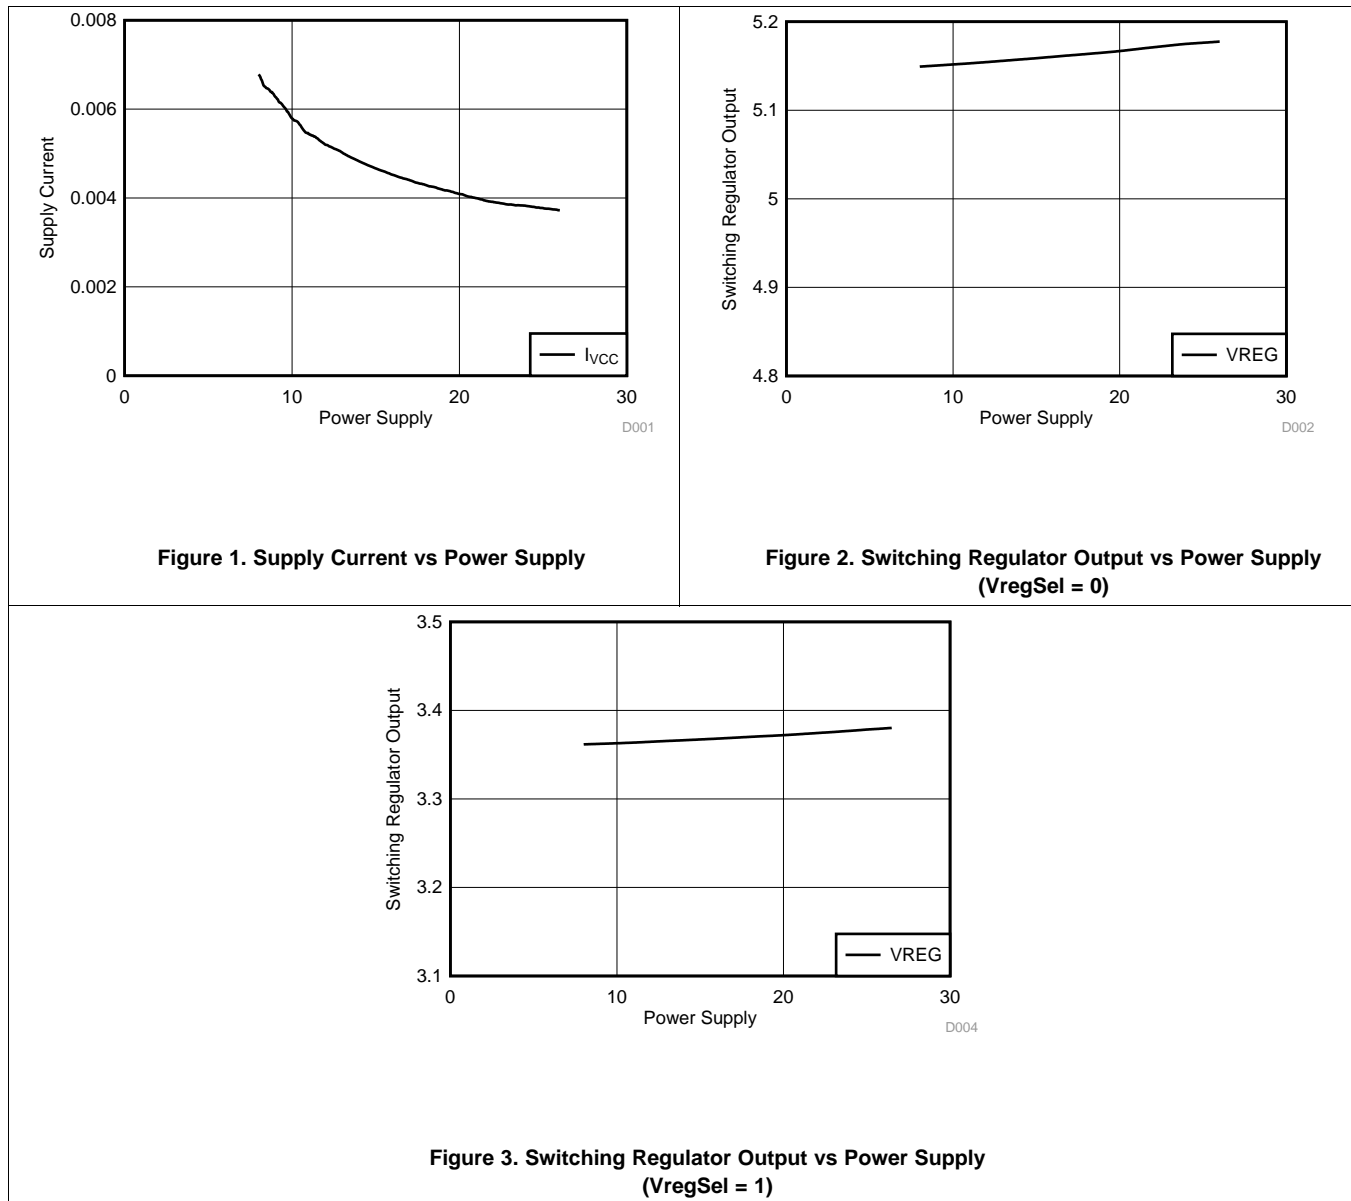 0.008
0.006
0.004
0.002
0
Supply Current
0
10
20
30
Power Supply
I_VCC
D001
Figure 1. Supply Current vs Power Supply
5.2
5.1
5
4.9
4.8
Switching Regulator Output
0
10
20
30
Power Supply
VREG
D002
Figure 2. Switching Regulator Output vs Power Supply
(VregSel = 0)
3.5
3.4
3.3
3.2
3.1
Switching Regulator Output
0
10
20
30
Power Supply
VREG
D004
Figure 3. Switching Regulator Output vs Power Supply
(VregSel = 1)